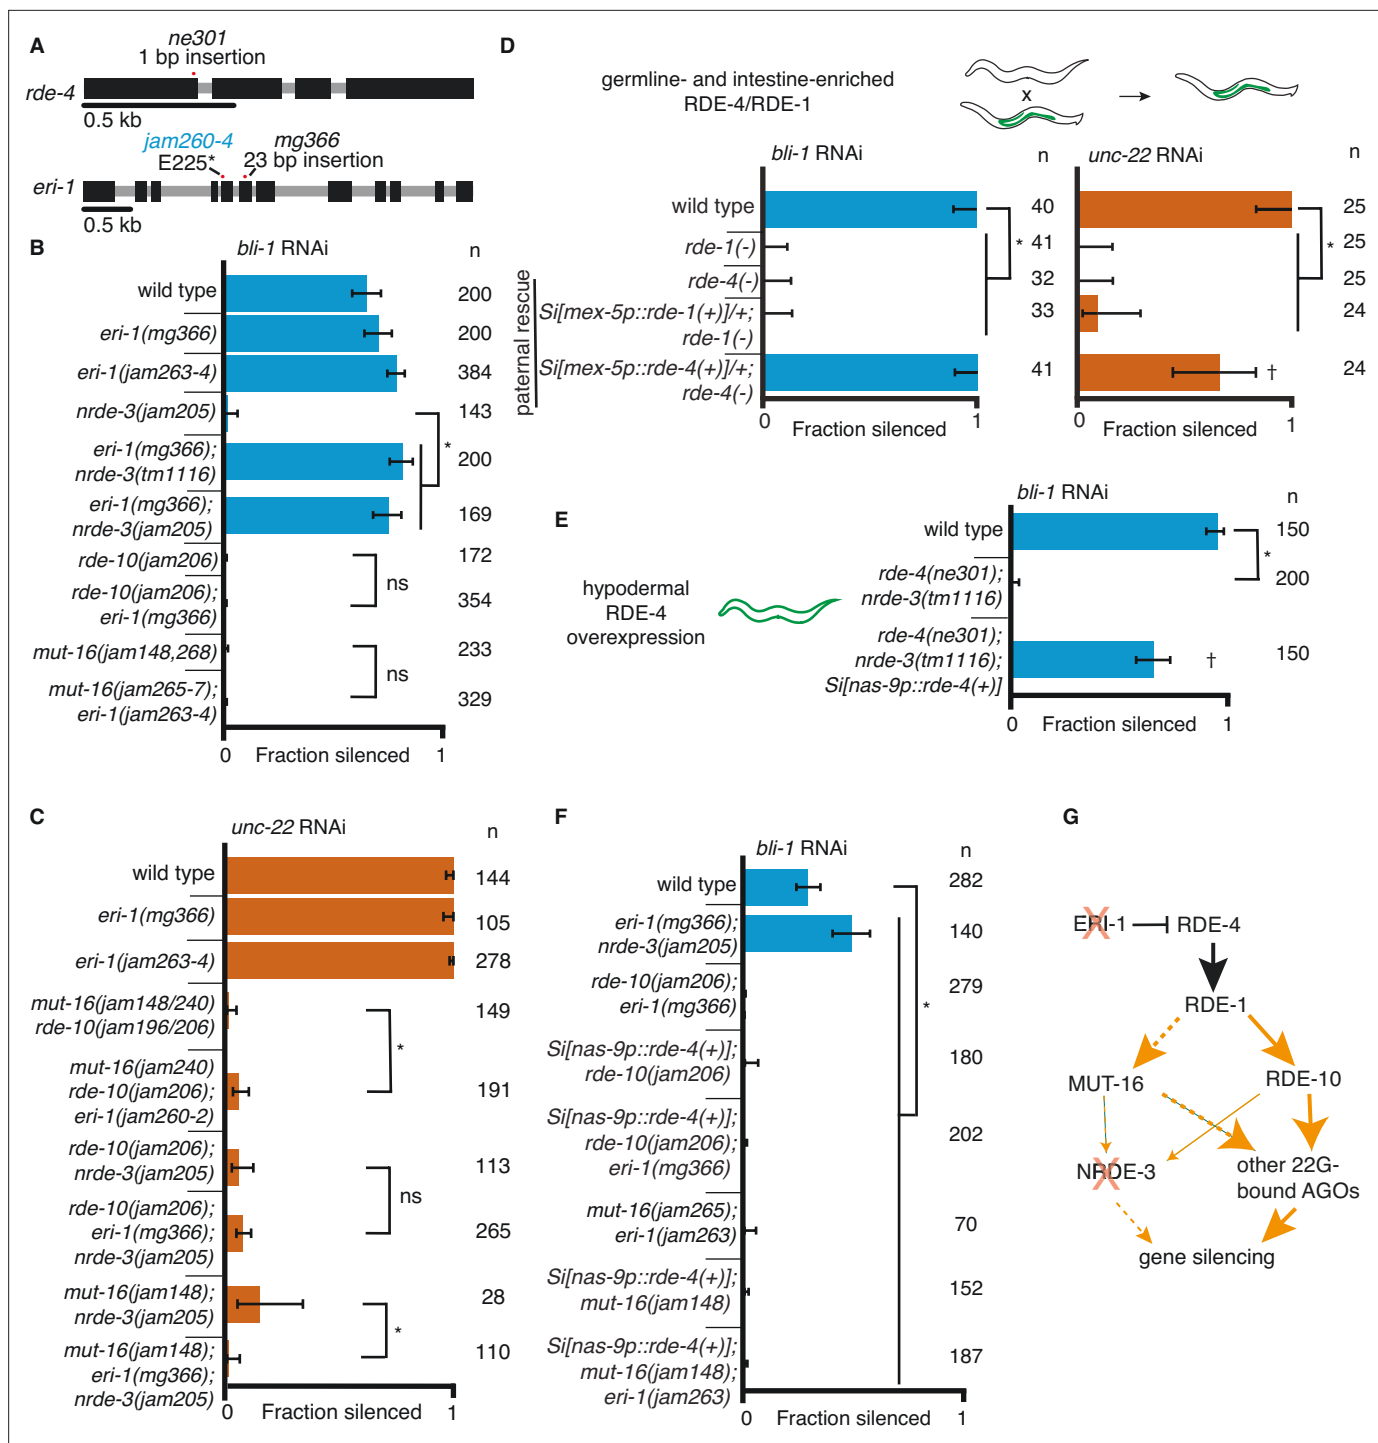 A
ne301
1 bp insertion
rde-4
0.5 kb
jam260-4
mg366
E225*
23 bp insertion
eri-1
0.5 kb
B
bli-1 RNAi
n
wild type
200
eri-1(mg366)
200
eri-1(jam263-4)
384
nrde-3(jam205)
143
*
eri-1(mg366);
nrde-3(tm1116)
200
eri-1(mg366);
nrde-3(jam205)
169
rde-10(jam206)
172
ns
rde-10(jam206);
eri-1(mg366)
354
mut-16(jam148,268)
233
ns
mut-16(jam265-7);
eri-1(jam263-4)
329
0
Fraction silenced
1
C
unc-22 RNAi
n
wild type
144
eri-1(mg366)
105
eri-1(jam263-4)
278
mut-16(jam148/240)
rde-10(jam196/206)
149
*
mut-16(jam240)
rde-10(jam206);
eri-1(jam260-2)
191
rde-10(jam206);
nrde-3(jam205)
113
ns
rde-10(jam206);
eri-1(mg366);
nrde-3(jam205)
265
mut-16(jam148);
nrde-3(jam205)
28
*
mut-16(jam148);
eri-1(mg366);
nrde-3(jam205)
110
0
Fraction silenced
1
D
germline- and intestine-enriched
RDE-4/RDE-1
x
bli-1 RNAi
n
unc-22 RNAi
n
wild type
40
25
rde-1(-)
* 41
* 25
rde-4(-)
32
25
paternal rescue
Si[mex-5p::rde-1(+)]/+;
rde-1(-)
33
24
Si[mex-5p::rde-4(+)]/+;
rde-4(-)
41
†
24
0
Fraction silenced
1
0
Fraction silenced
1
E
hypodermal
RDE-4
overexpression
bli-1 RNAi
n
wild type
150
*
rde-4(ne301);
nrde-3(tm1116)
200
rde-4(ne301);
nrde-3(tm1116);
Si[nas-9p::rde-4(+)]
†
150
0
Fraction silenced
1
F
bli-1 RNAi
n
wild type
282
eri-1(mg366);
nrde-3(jam205)
140
rde-10(jam206);
eri-1(mg366)
279
*
Si[nas-9p::rde-4(+)];
rde-10(jam206)
180
Si[nas-9p::rde-4(+)];
rde-10(jam206);
eri-1(mg366)
202
mut-16(jam265);
eri-1(jam263)
70
Si[nas-9p::rde-4(+)];
mut-16(jam148)
152
Si[nas-9p::rde-4(+)];
mut-16(jam148);
eri-1(jam263)
187
0
Fraction silenced
1
G
ERI-1
RDE-4
RDE-1
MUT-16
RDE-10
NRDE-3
other 22G-
bound AGOs
gene silencing